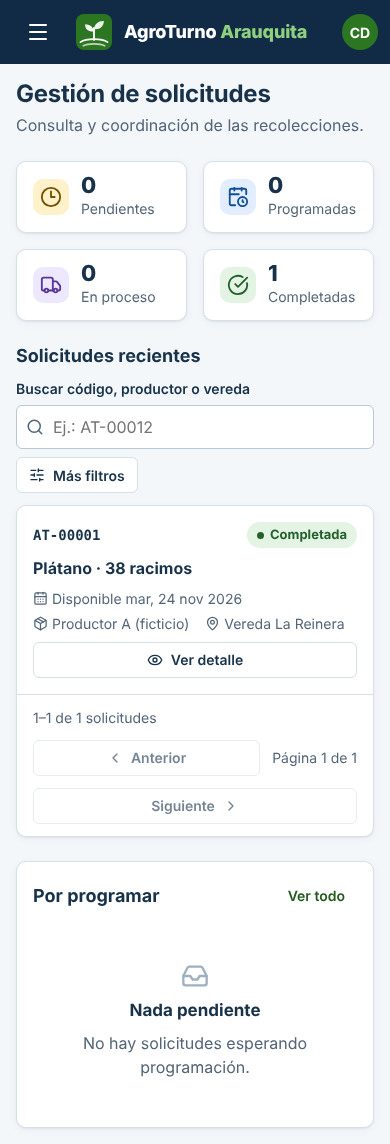 AgroTurno Arauquita
CD
Gestión de solicitudes
Consulta y coordinación de las recolecciones.
0
Pendientes
0
Programadas
0
En proceso
1
Completadas
Solicitudes recientes
Buscar código, productor o vereda
Ej.: AT-00012
Más filtros
AT-00001
Completada
Plátano · 38 racimos
Disponible mar, 24 nov 2026
Productor A (ficticio)
Vereda La Reinera
Ver detalle
1–1 de 1 solicitudes
Anterior
Página 1 de 1
Siguiente
Por programar
Ver todo
Nada pendiente
No hay solicitudes esperando
programación.